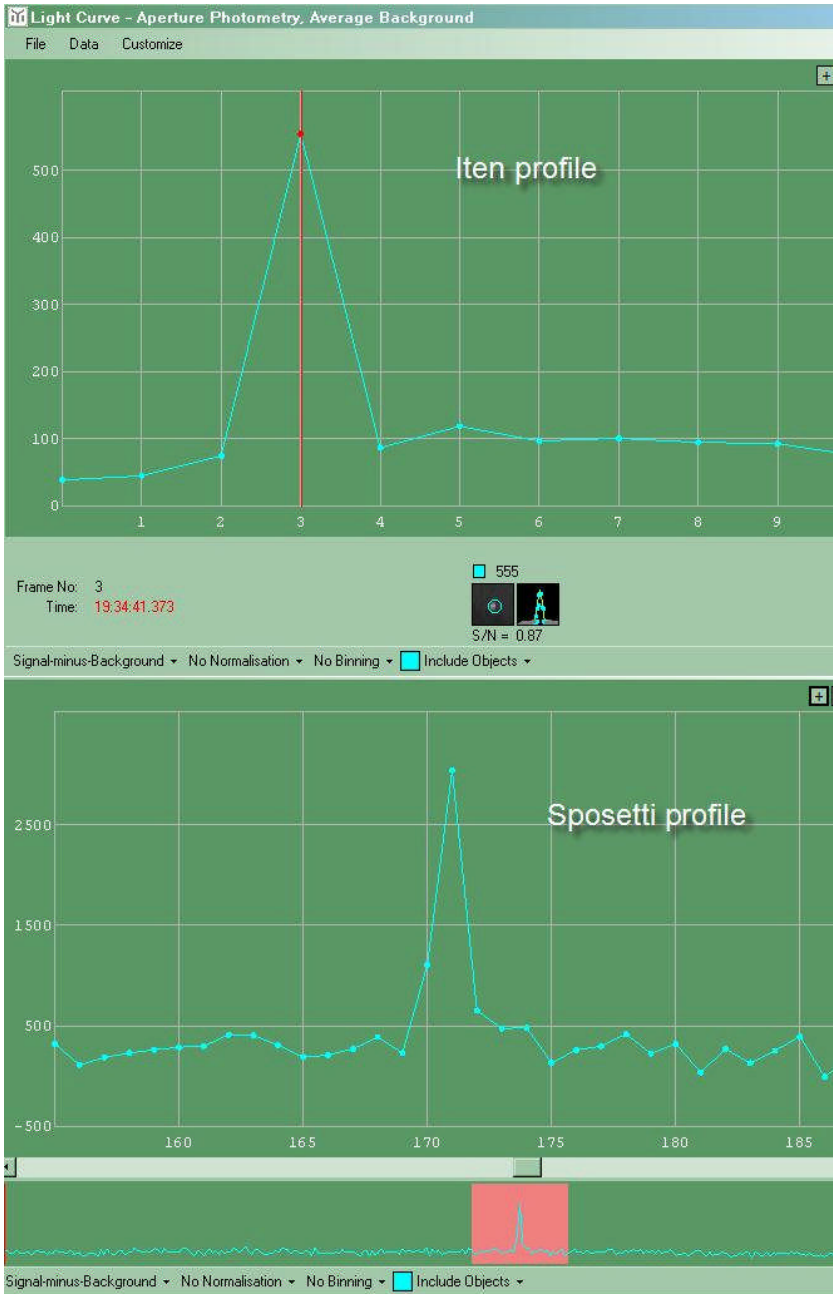 Light Curve - Aperture Photometry, Average Background
File Data Customize
+
Iten profile
500
400
300
200
100
0
1 2 3 4 5 6 7 8 9
555
Frame No: 3
Time: 19:34:41.373
S/N = 0.87
Signal-minus-Background No Normalisation No Binning Include Objects
+
Sposetti profile
2500
1500
500
-500
160 165 170 175 180 185
Signal-minus-Background No Normalisation No Binning Include Objects